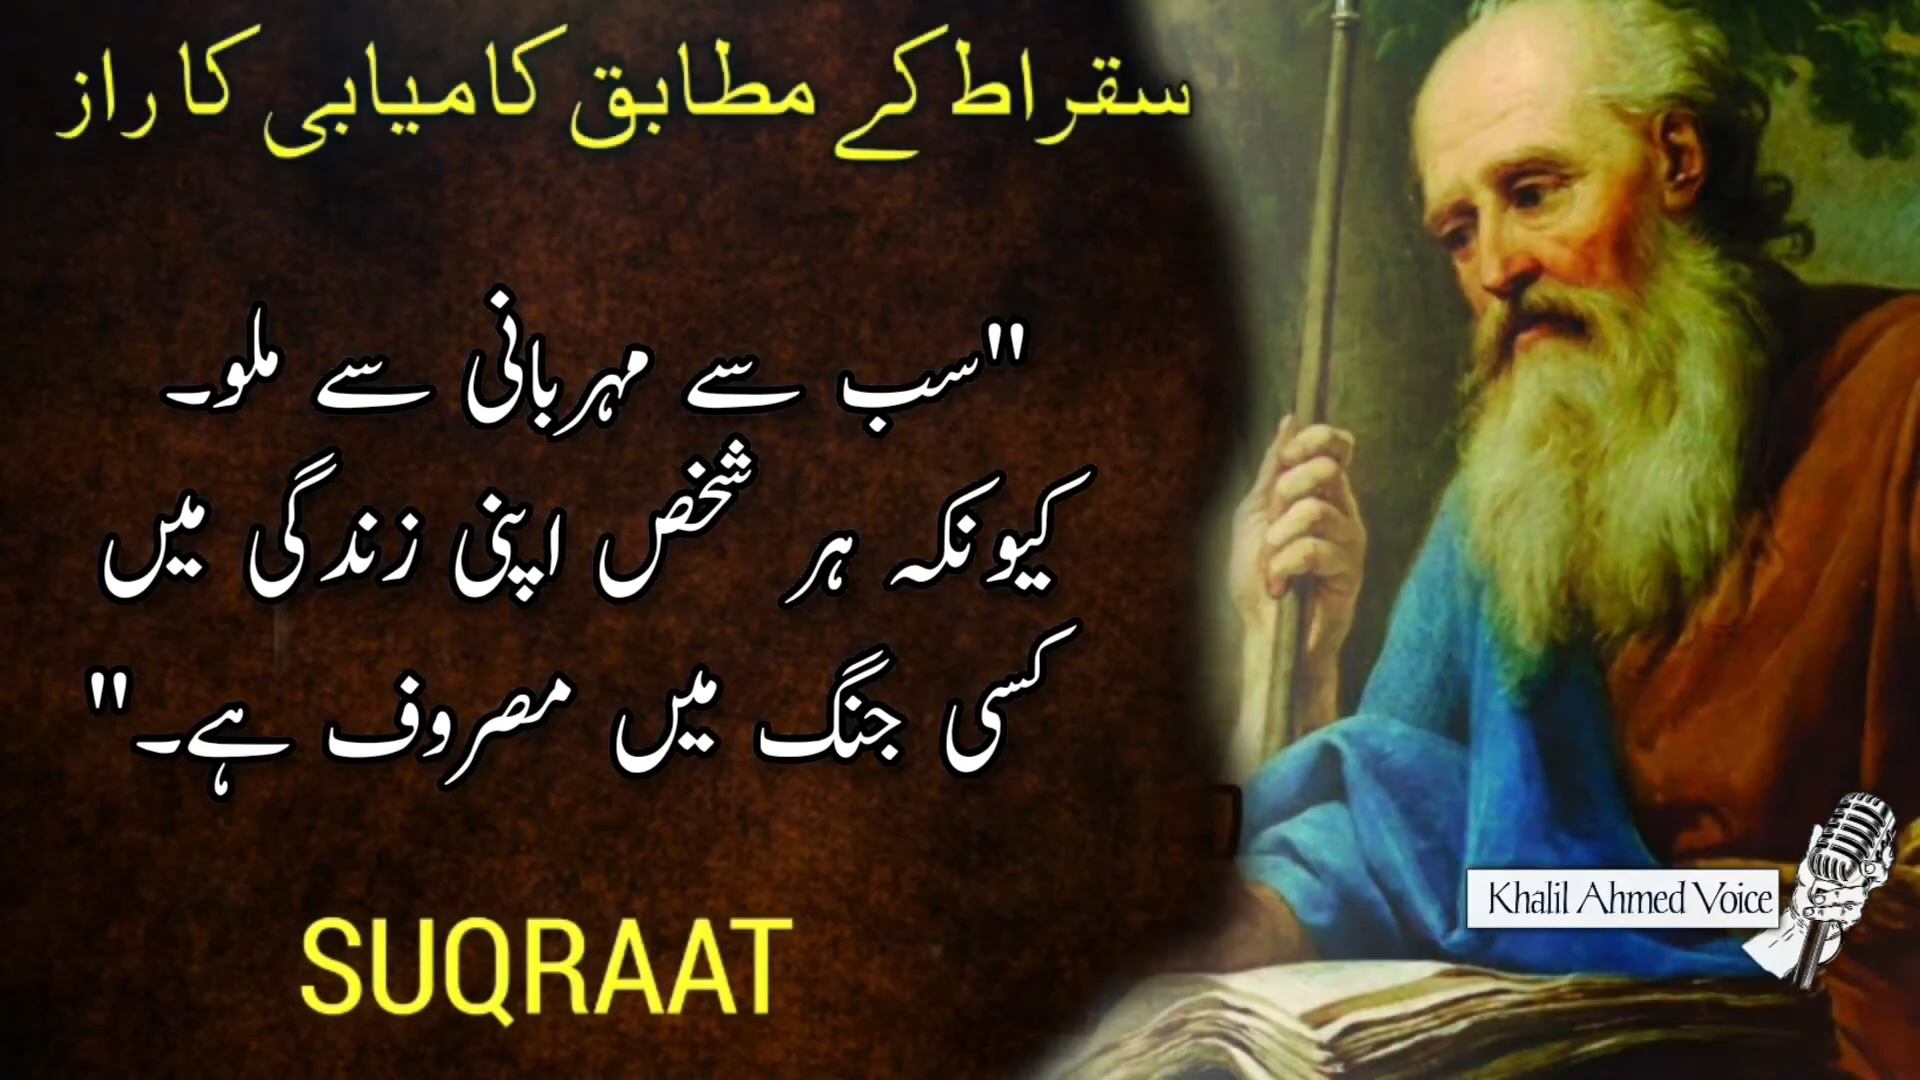 سقراط کے مطابق کامیابی کا راز
"سب سے مہربانی سے ملو۔
کیونکہ ہر شخص اپنی زندگی میں
کسی جنگ میں مصروف ہے۔"
SUQRAAT
Khalil Ahmed Voice